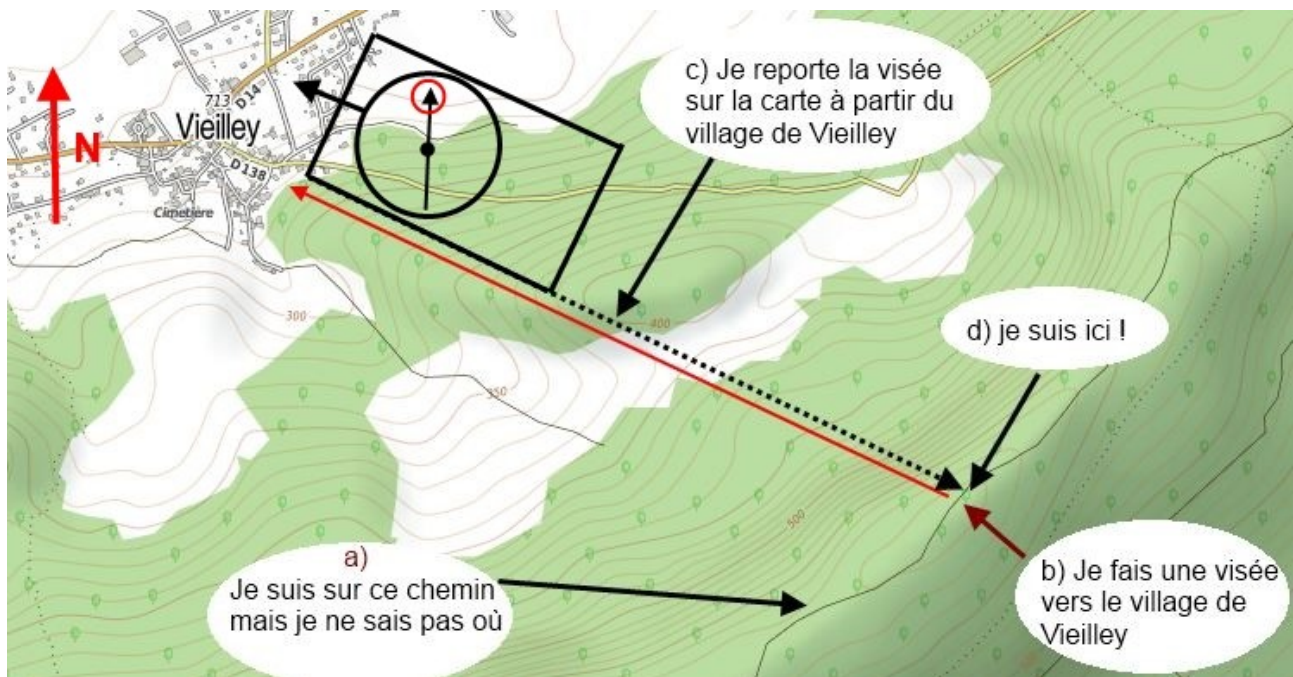 c) Je reporte la visée
sur la carte à partir du
village de Vieilley
713
D14
Vieilley
N
D 138
Cimetière
300
400
350
d) je suis ici !
500
a)
Je suis sur ce chemin
mais je ne sais pas où
b) Je fais une visée
vers le village de
Vieilley